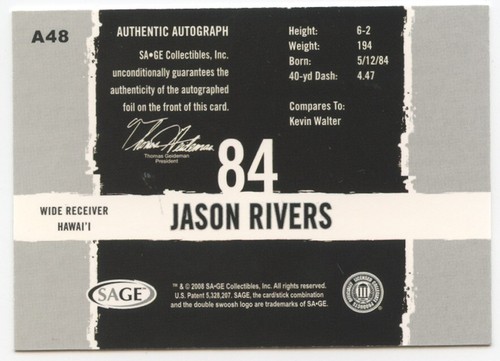 A48
AUTHENTIC AUTOGRAPH
SA•GE Collectibles, Inc.
unconditionally guarantees the
authenticity of the autographed
foil on the front of this card.
Thomas Geideman
Thomas Geideman
President
Height: 6-2
Weight: 194
Born: 5/12/84
40-yd Dash: 4.47
Compares To:
Kevin Walter
84
WIDE RECEIVER
HAWAI'I
JASON RIVERS
SAGE
™ & © 2008 SA•GE Collectibles, Inc. All rights reserved.
U.S. Patent 5,328,207. SAGE, the card/stick combination
and the double swoosh logo are trademarks of SA•GE.